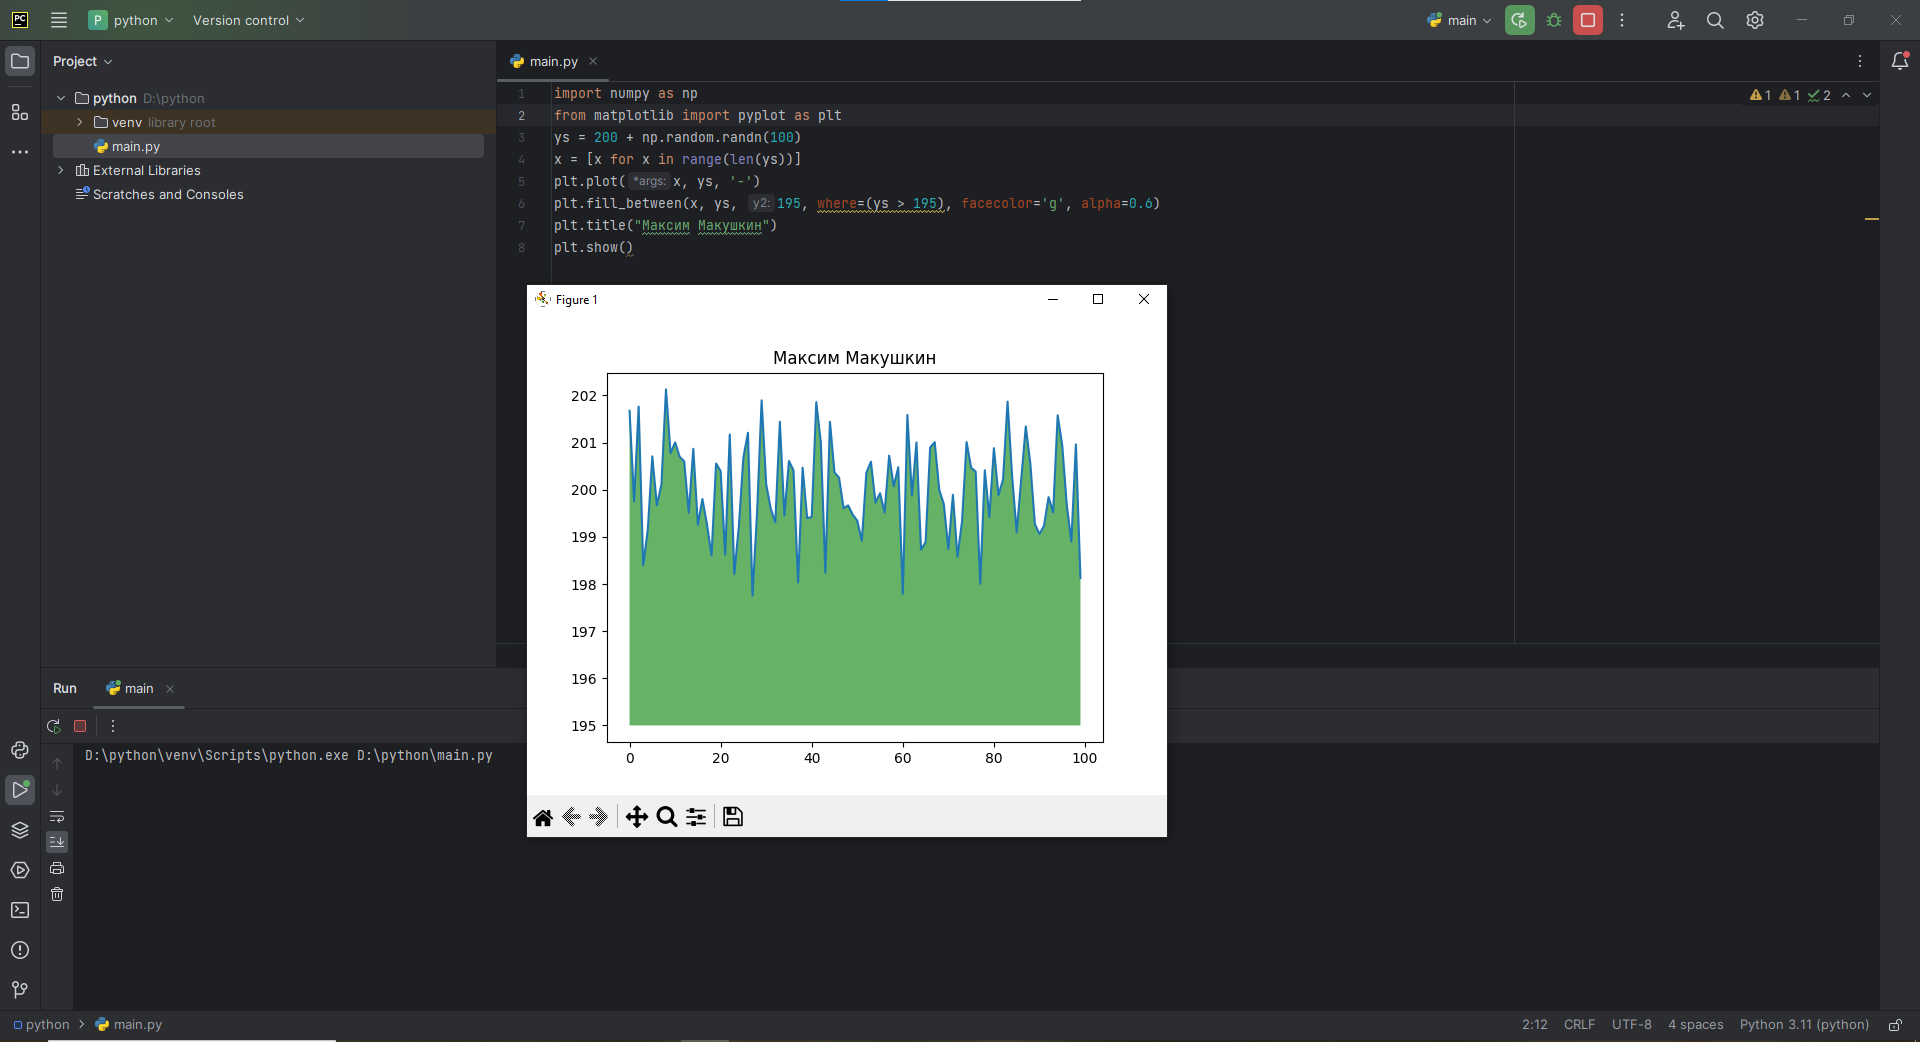 PC
P python
Version control
main
Project
main.py
python D:\python
venv library root
main.py
External Libraries
Scratches and Consoles
1 import numpy as np
2 from matplotlib import pyplot as plt
3 ys = 200 + np.random.randn(100)
4 x = [x for x in range(len(ys))]
5 plt.plot( *args: x, ys, '-')
6 plt.fill_between(x, ys, y2: 195, where=(ys > 195), facecolor='g', alpha=0.6)
7 plt.title("Максим Макушкин")
8 plt.show()
1 1 2
Figure 1
Максим Макушкин
202
201
200
199
198
197
196
195
0 20 40 60 80 100
Run
main
D:\python\venv\Scripts\python.exe D:\python\main.py
python > main.py
2:12 CRLF UTF-8 4 spaces Python 3.11 (python)